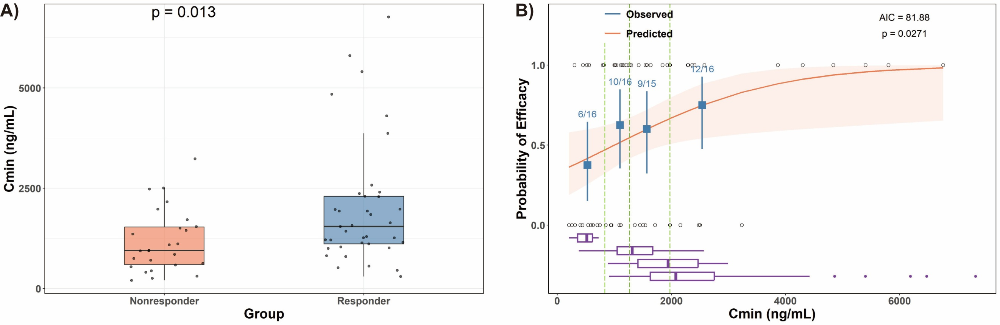 A)
p = 0.013
Cmin (ng/mL)
5000
2500
0
Nonresponder
Responder
Group
B)
Observed
Predicted
AIC = 81.88
p = 0.0271
Probability of Efficacy
1.0
0.5
0.0
6/16
10/16
9/15
12/16
0
2000
4000
6000
Cmin (ng/mL)